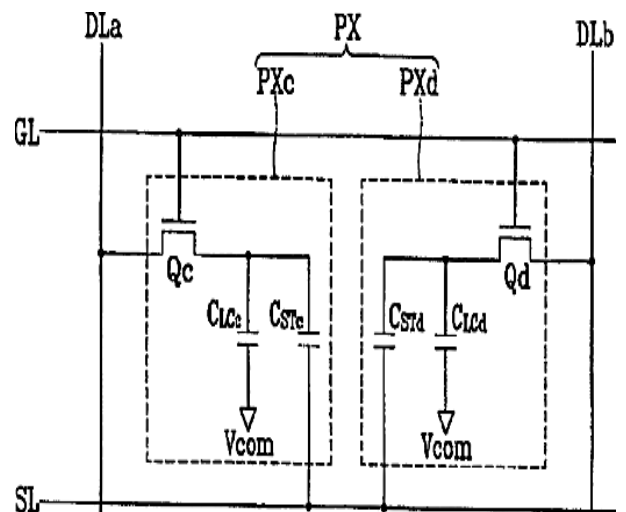 DLa PX DLb
PXc PXd
GL
Qc Qd
CLCc CSTc CSTd CLCd
Vcom Vcom
SL